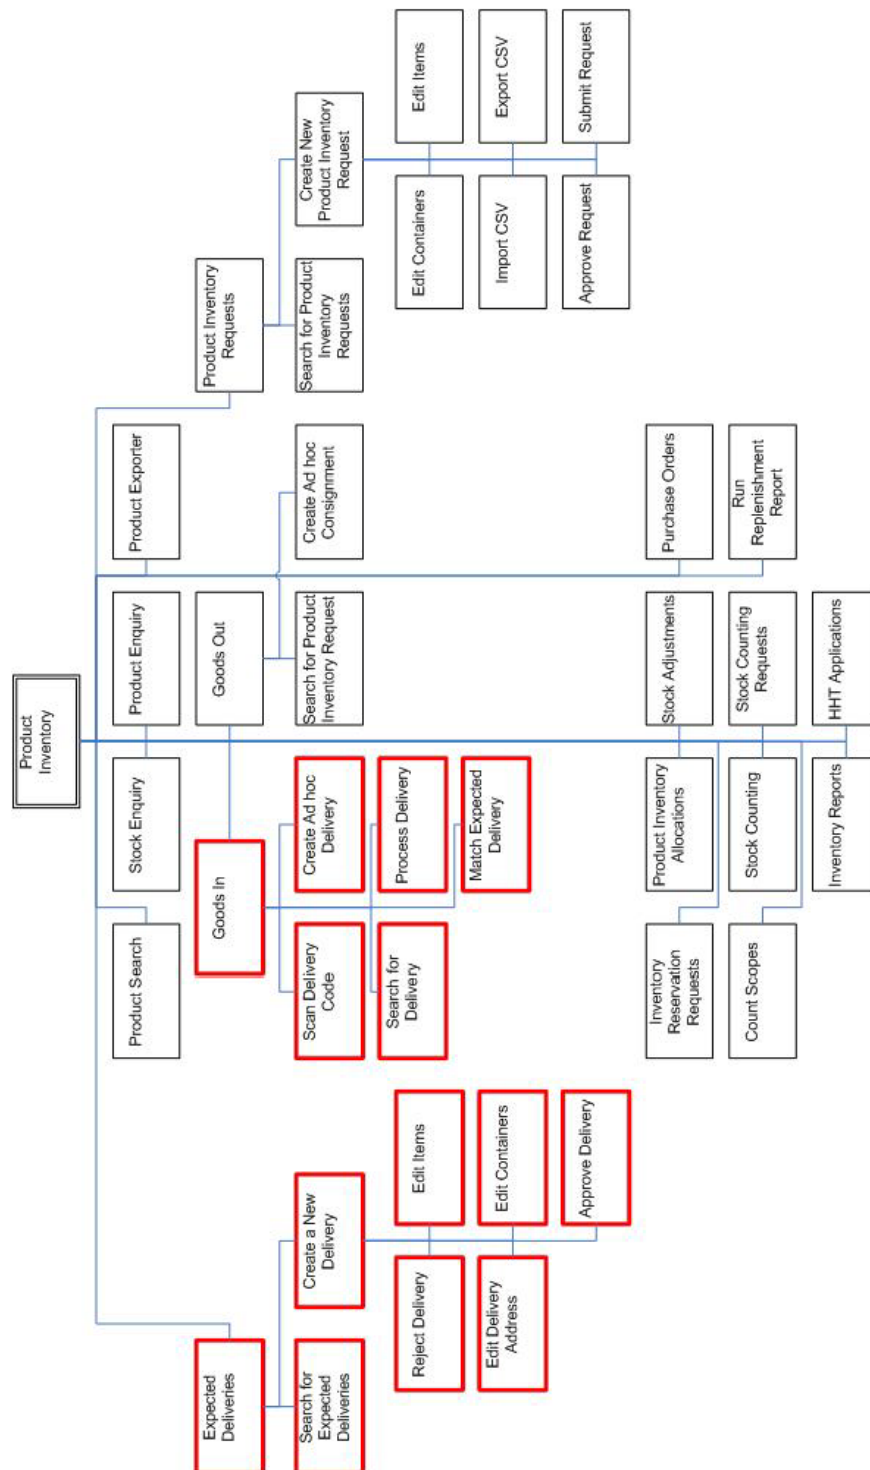 Product
Inventory
Product Search
Stock Enquiry
Product Enquiry
Product Exporter
Expected
Deliveries
Goods In
Goods Out
Product Inventory
Requests
Search for
Expected
Deliveries
Create a New
Delivery
Scan Delivery
Code
Create Ad hoc
Delivery
Search for Product
Inventory Request
Create Ad hoc
Consignment
Search for Product
Inventory
Requests
Create New
Product Inventory
Request
Reject Delivery
Edit Items
Search for
Delivery
Process Delivery
Edit Containers
Edit Items
Edit Delivery
Address
Edit Containers
Match Expected
Delivery
Import CSV
Export CSV
Approve Delivery
Approve Request
Submit Request
Inventory
Reservation
Requests
Product Inventory
Allocations
Stock Adjustments
Purchase Orders
Count Scopes
Stock Counting
Stock Counting
Requests
Run
Replenishment
Report
Inventory Reports
HHT Applications